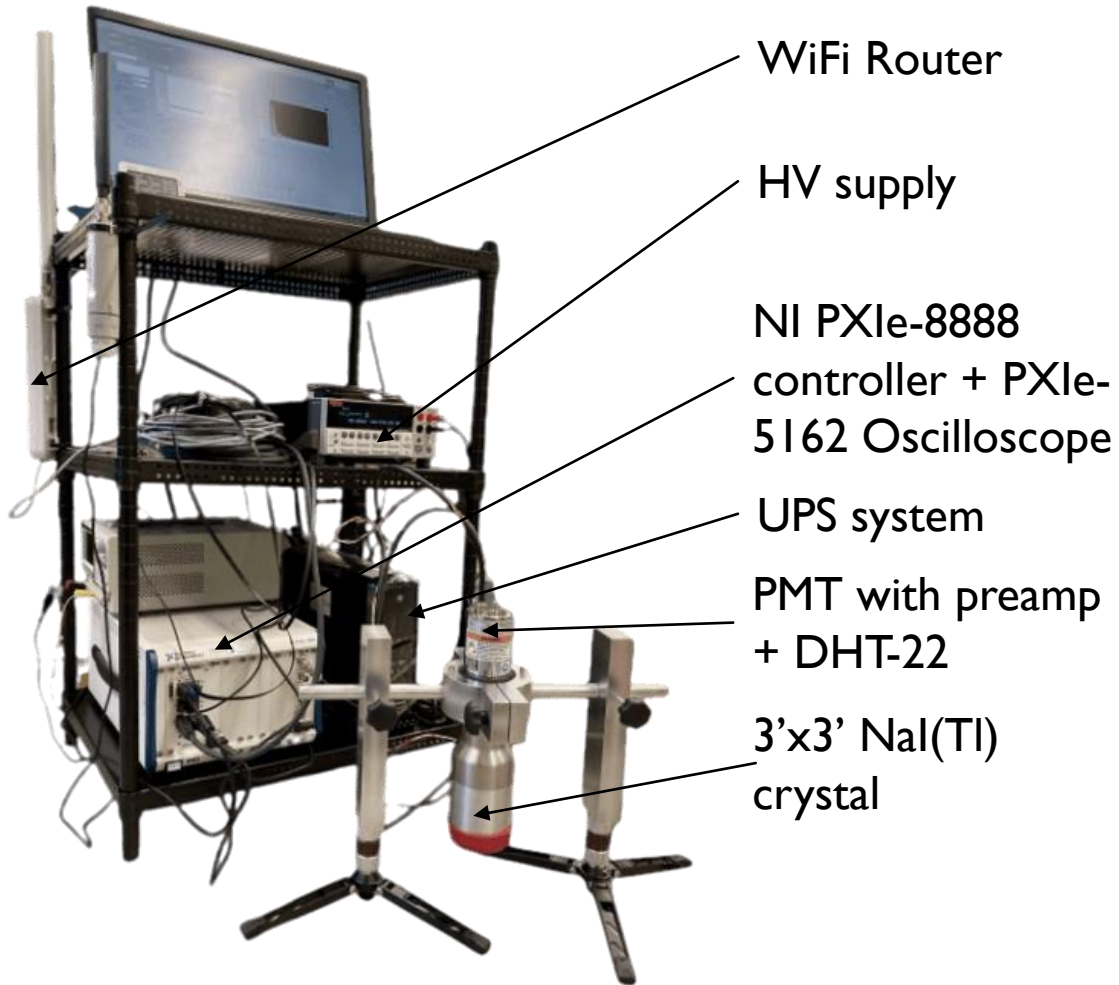 WiFi Router
HV supply
NI PXIe-8888
controller + PXIe-
5162 Oscilloscope
UPS system
PMT with preamp
+ DHT-22
3’x3’ NaI(Tl)
crystal